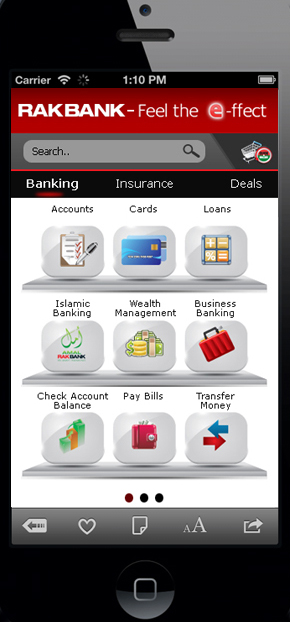 Carrier 1:10 PM
RAKBANK-Feel the e-ffect
Search..
Banking Insurance Deals
Accounts Cards Loans
Islamic Wealth Business
Banking Management Banking
RAKBANK
Check Account Pay Bills Transfer
Balance Money
AA